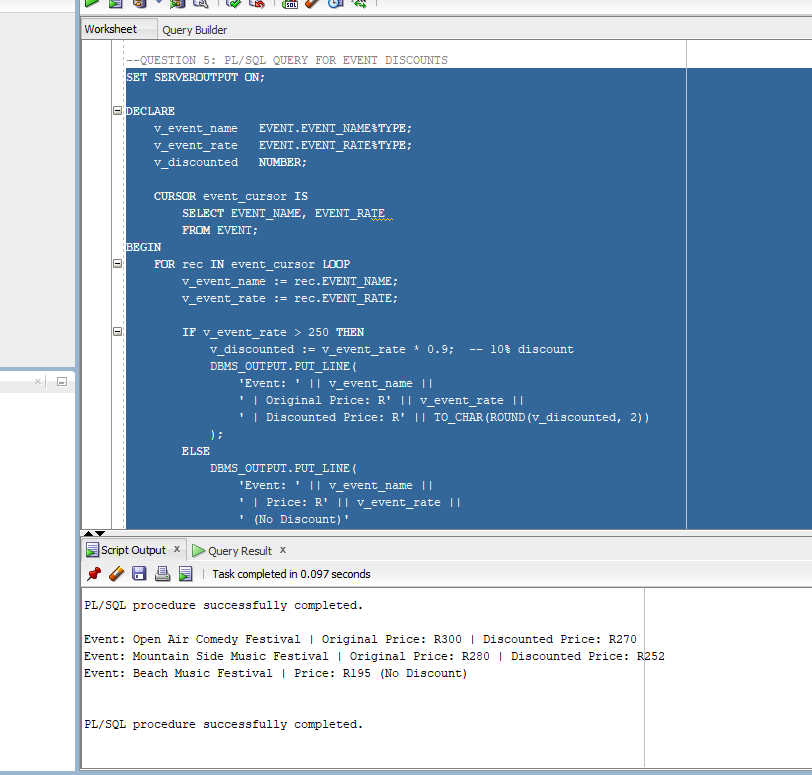 SQL
Worksheet
Query Builder
--QUESTION 5: PL/SQL QUERY FOR EVENT DISCOUNTS
SET SERVEROUTPUT ON;
DECLARE
    v_event_name   EVENT.EVENT_NAME%TYPE;
    v_event_rate   EVENT.EVENT_RATE%TYPE;
    v_discounted   NUMBER;
    CURSOR event_cursor IS
        SELECT EVENT_NAME, EVENT_RATE
        FROM EVENT;
BEGIN
    FOR rec IN event_cursor LOOP
        v_event_name := rec.EVENT_NAME;
        v_event_rate := rec.EVENT_RATE;
        IF v_event_rate > 250 THEN
            v_discounted := v_event_rate * 0.9;  -- 10% discount
            DBMS_OUTPUT.PUT_LINE(
                'Event: ' || v_event_name ||
                ' | Original Price: R' || v_event_rate ||
                ' | Discounted Price: R' || TO_CHAR(ROUND(v_discounted, 2))
            );
        ELSE
            DBMS_OUTPUT.PUT_LINE(
                'Event: ' || v_event_name ||
                ' | Price: R' || v_event_rate ||
                ' (No Discount)'
Script Output x
Query Result x
Task completed in 0.097 seconds
PL/SQL procedure successfully completed.
Event: Open Air Comedy Festival | Original Price: R300 | Discounted Price: R270
Event: Mountain Side Music Festival | Original Price: R280 | Discounted Price: R252
Event: Beach Music Festival | Price: R195 (No Discount)
PL/SQL procedure successfully completed.